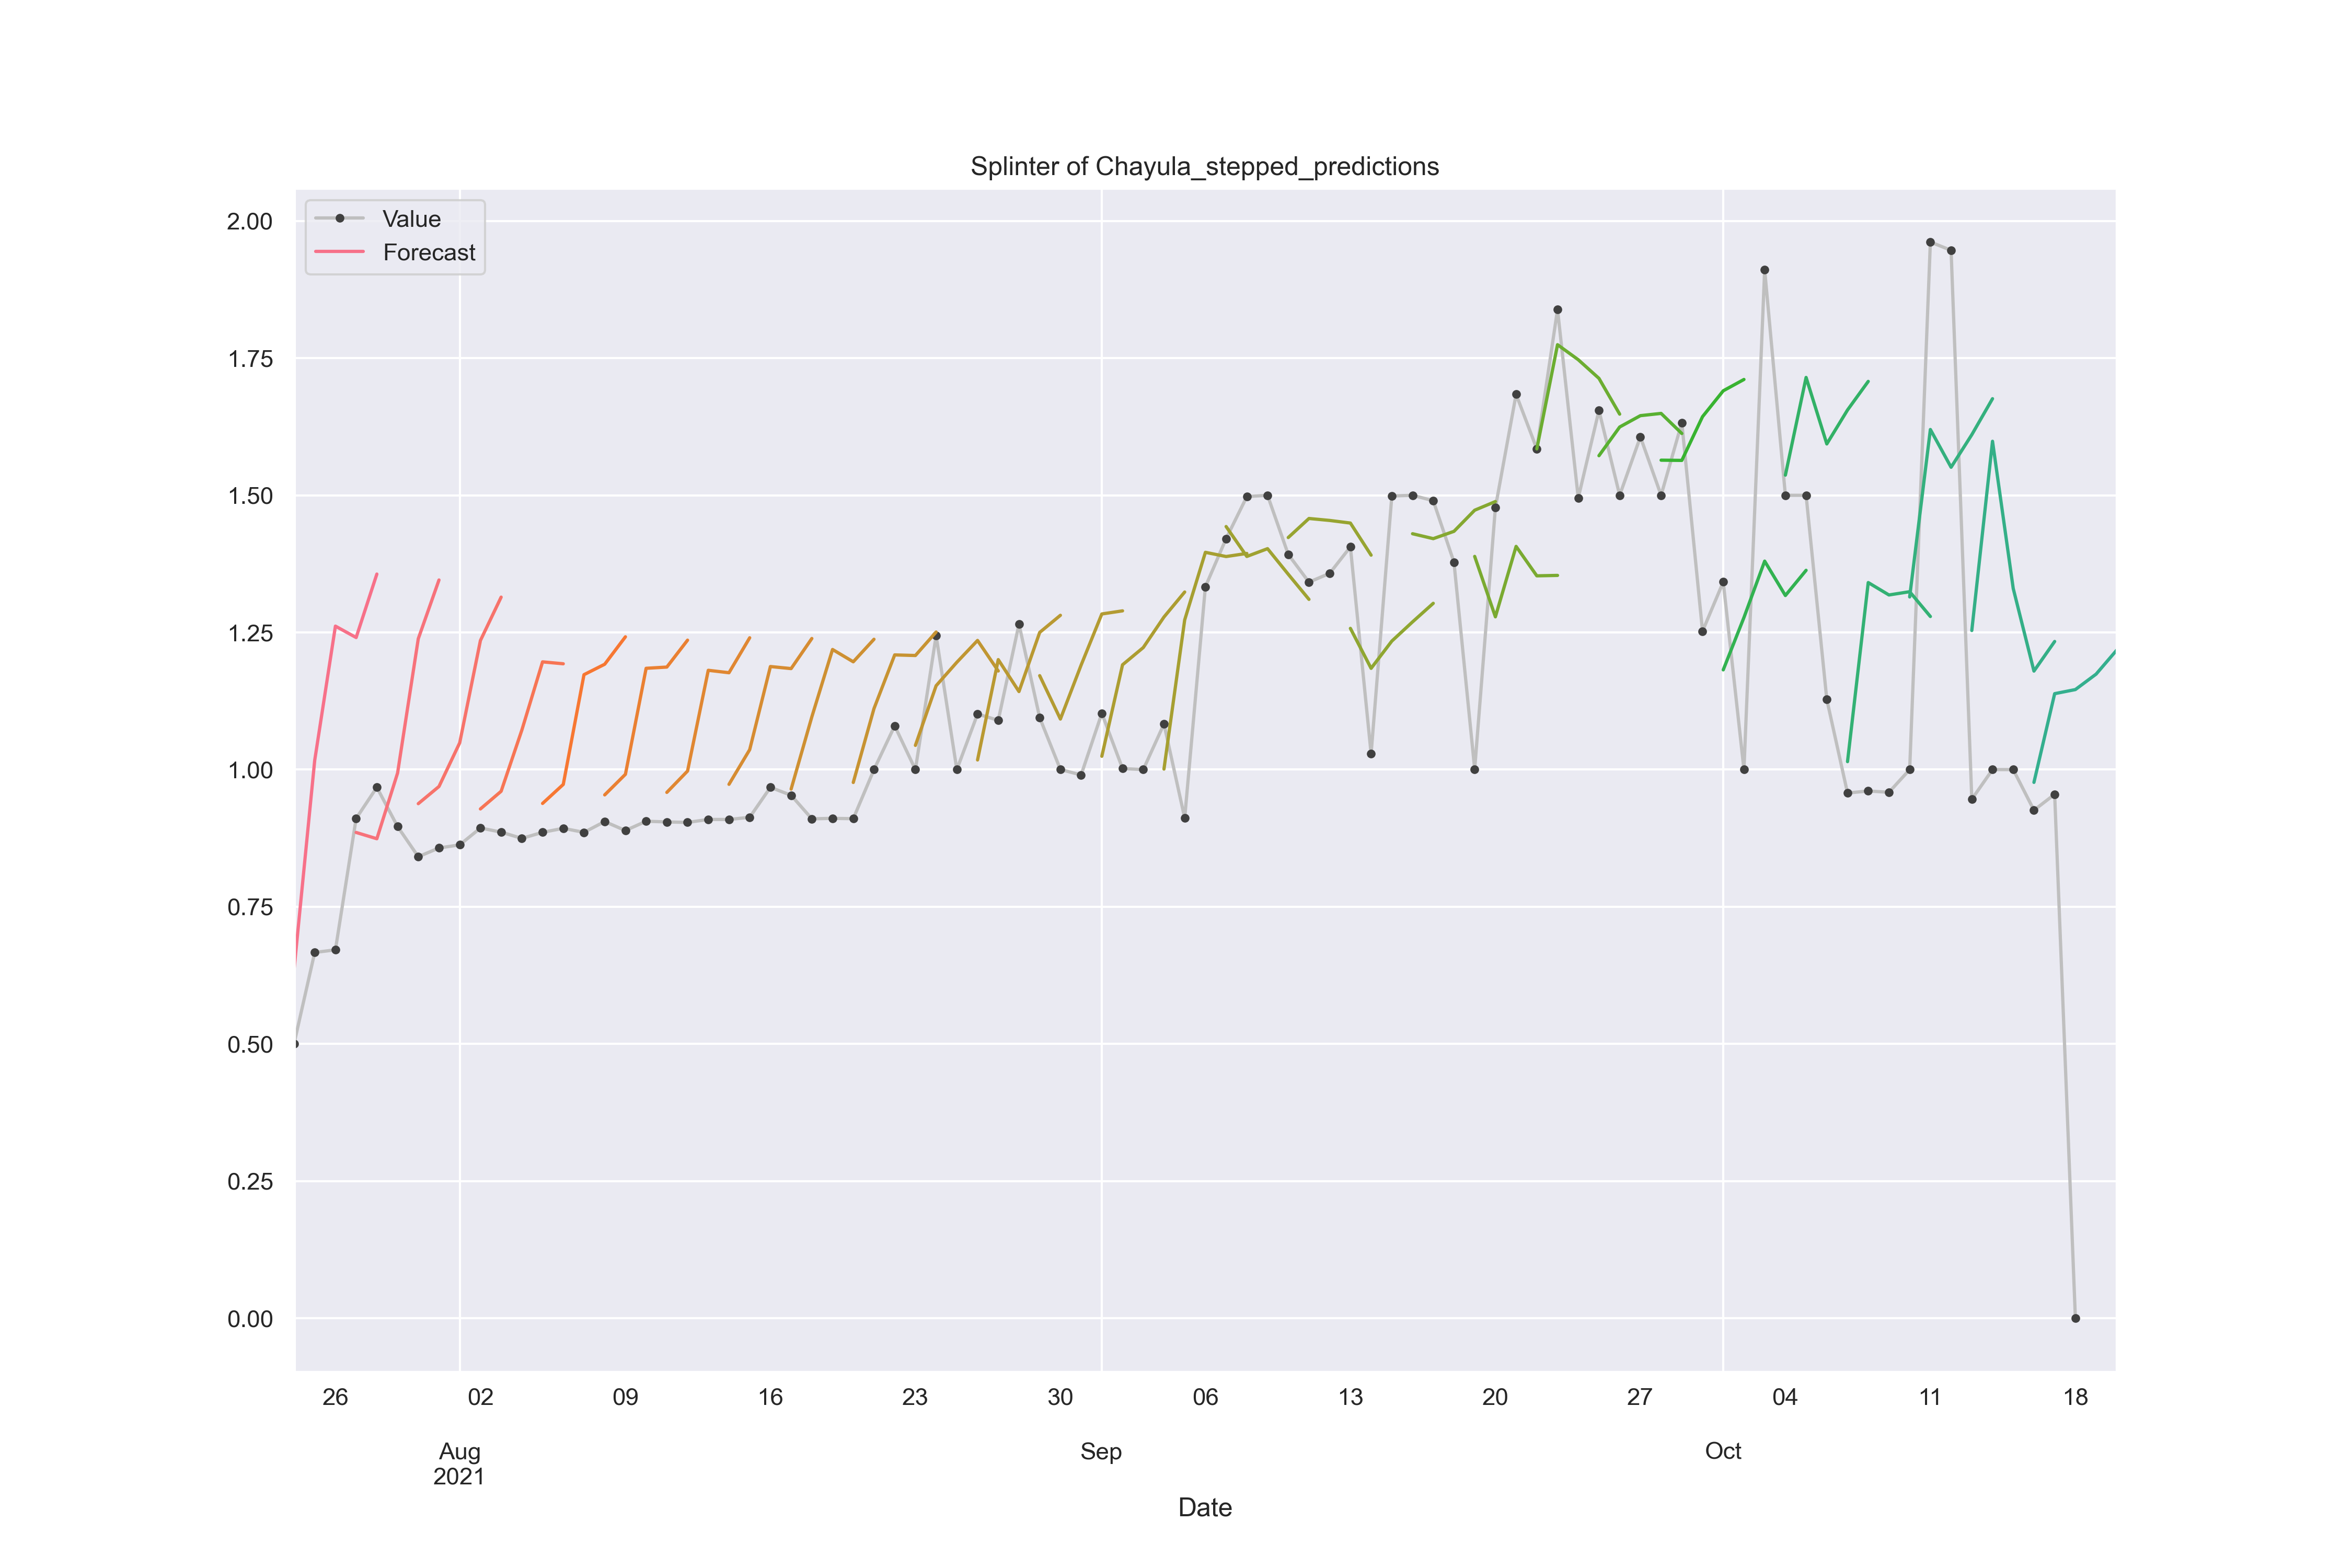 Splinter of Chayula_stepped_predictions
Value
Forecast
2.00
1.75
1.50
1.25
1.00
0.75
0.50
0.25
0.00
26 02 09 16 23 30 06 13 20 27 04 11 18
Aug Sep Oct
2021
Date